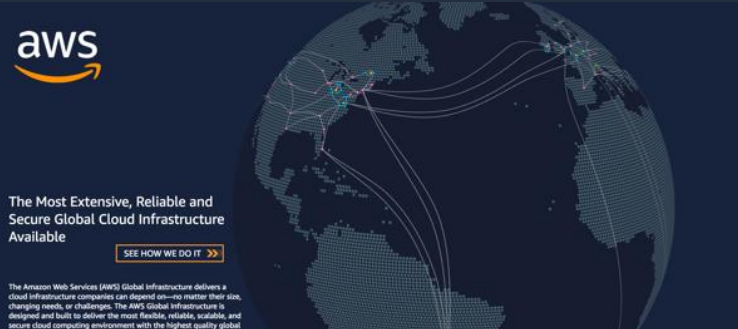 aws
The Most Extensive, Reliable and
Secure Global Cloud Infrastructure
Available
SEE HOW WE DO IT
The Amazon Web Services (AWS) Global Infrastructure delivers a
cloud infrastructure companies can depend on—no matter their size,
changing needs, or challenges. The AWS Global Infrastructure is
designed and built to deliver the most flexible, reliable, scalable, and
secure cloud computing environment with the highest quality global